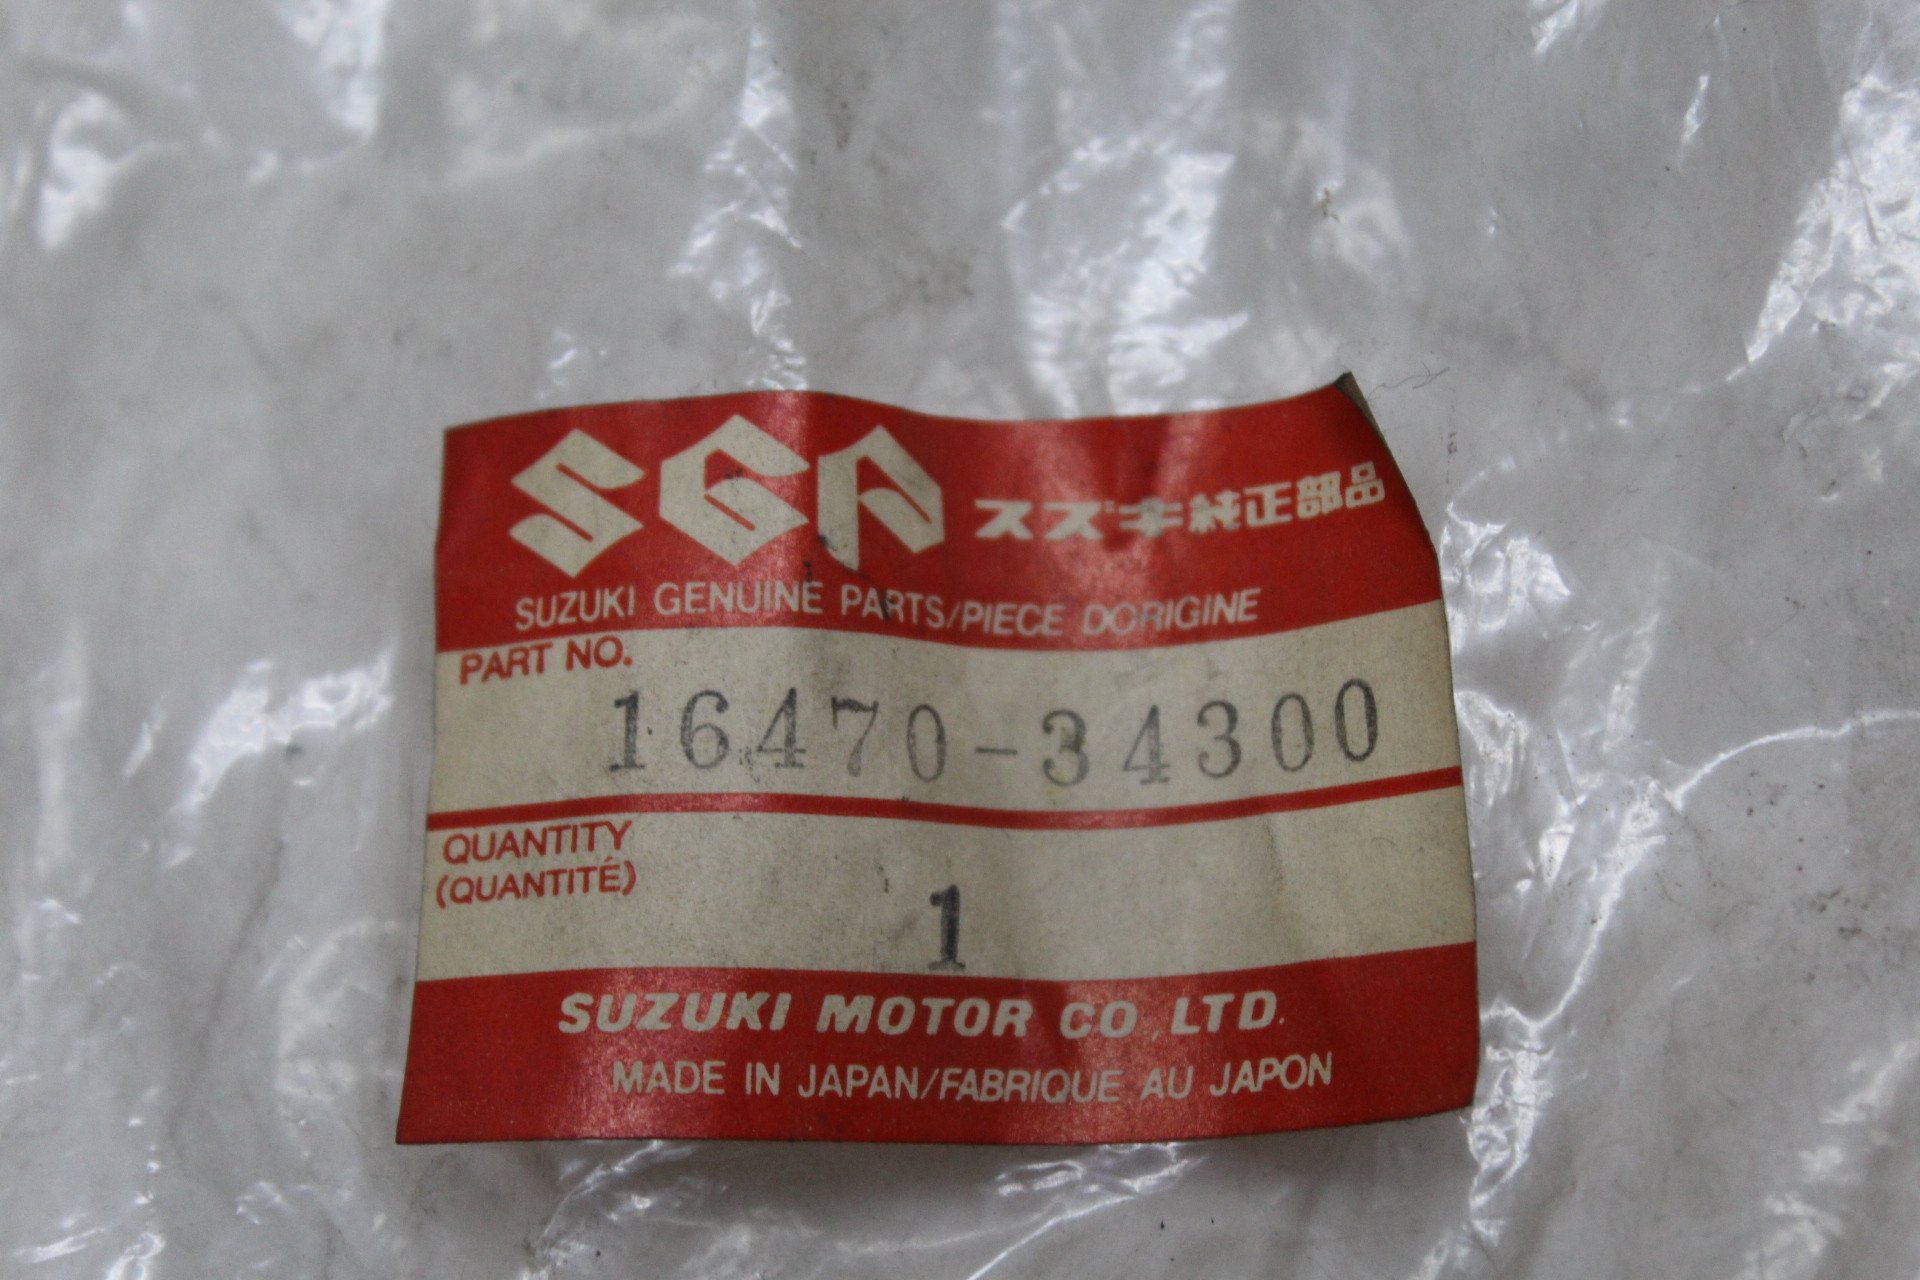 SGP スズキ純正部品
SUZUKI GENUINE PARTS/PIECE DORIGINE
PART NO.
16470-34300
QUANTITY
(QUANTITÉ)
1
SUZUKI MOTOR CO.,LTD.
MADE IN JAPAN/FABRIQUE AU JAPON